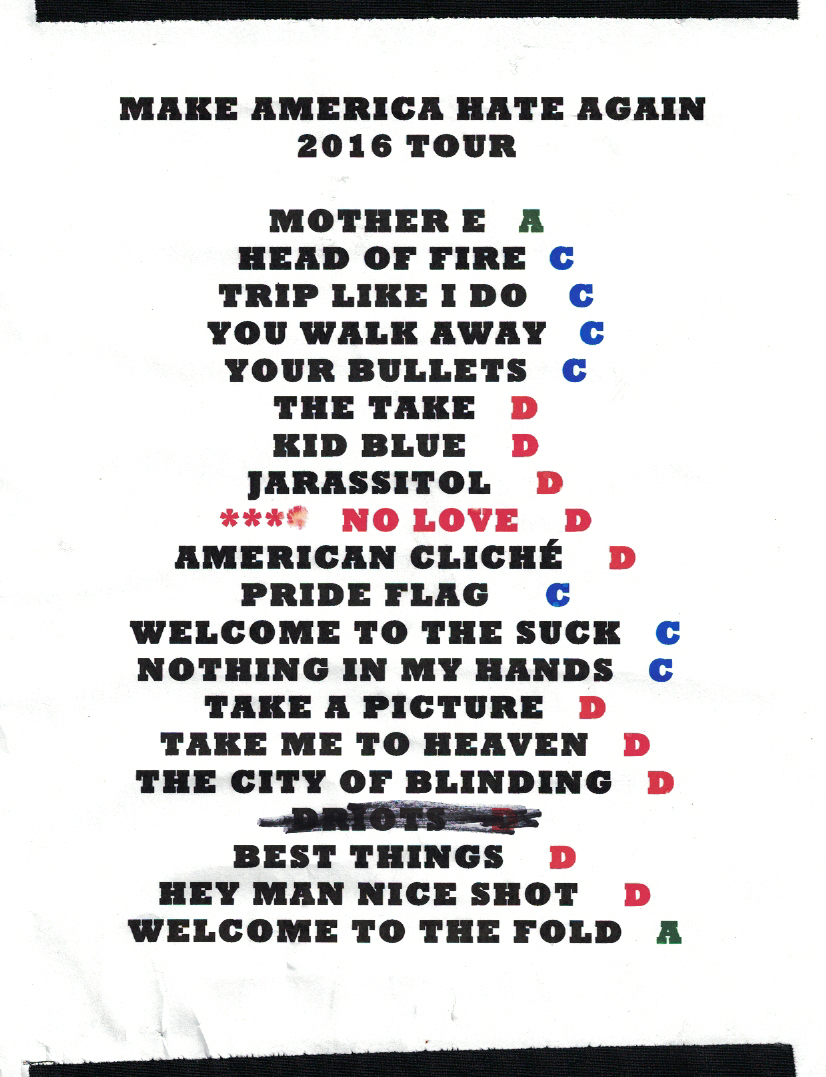 MAKE AMERICA HATE AGAIN
2016 TOUR
MOTHER E A
HEAD OF FIRE C
TRIP LIKE I DO C
YOU WALK AWAY C
YOUR BULLETS C
THE TAKE D
KID BLUE D
JARASSITOL D
**** NO LOVE D
AMERICAN CLICHÉ D
PRIDE FLAG C
WELCOME TO THE SUCK C
NOTHING IN MY HANDS C
TAKE A PICTURE D
TAKE ME TO HEAVEN D
THE CITY OF BLINDING D
DRIOTS D
BEST THINGS D
HEY MAN NICE SHOT D
WELCOME TO THE FOLD A